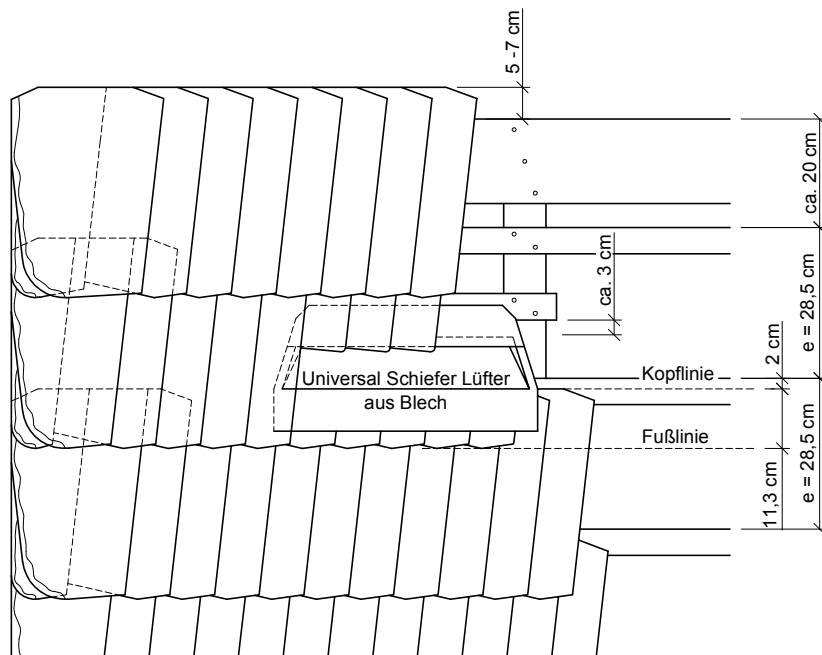 5 -7 cm
ca. 20 cm
ca. 3 cm
e = 28,5 cm
2 cm
Kopflinie
Universal Schiefer Lüfter
aus Blech
Fußlinie
11,3 cm
e = 28,5 cm